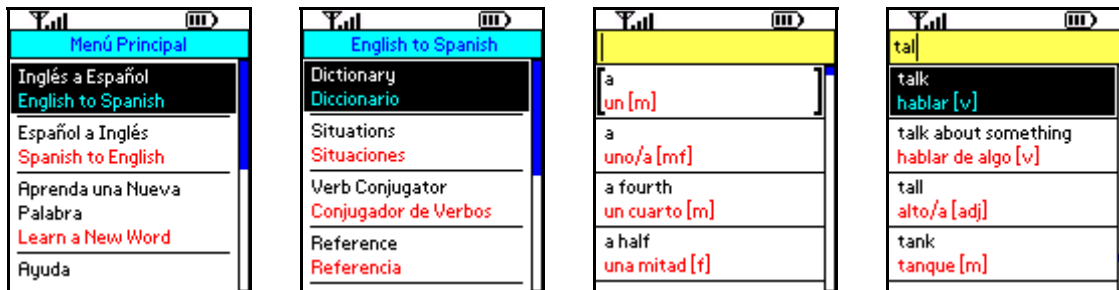 Menú Principal
Inglés a Español
English to Spanish
Español a Inglés
Spanish to English
Aprenda una Nueva
Palabra
Learn a New Word
Ayuda
English to Spanish
Dictionary
Diccionario
Situations
Situaciones
Verb Conjugator
Conjugador de Verbos
Reference
Referencia
a
un [m]
a
uno/a [mf]
a fourth
un cuarto [m]
a half
una mitad [f]
tal
talk
hablar [v]
talk about something
hablar de algo [v]
tall
alto/a [adj]
tank
tanque [m]